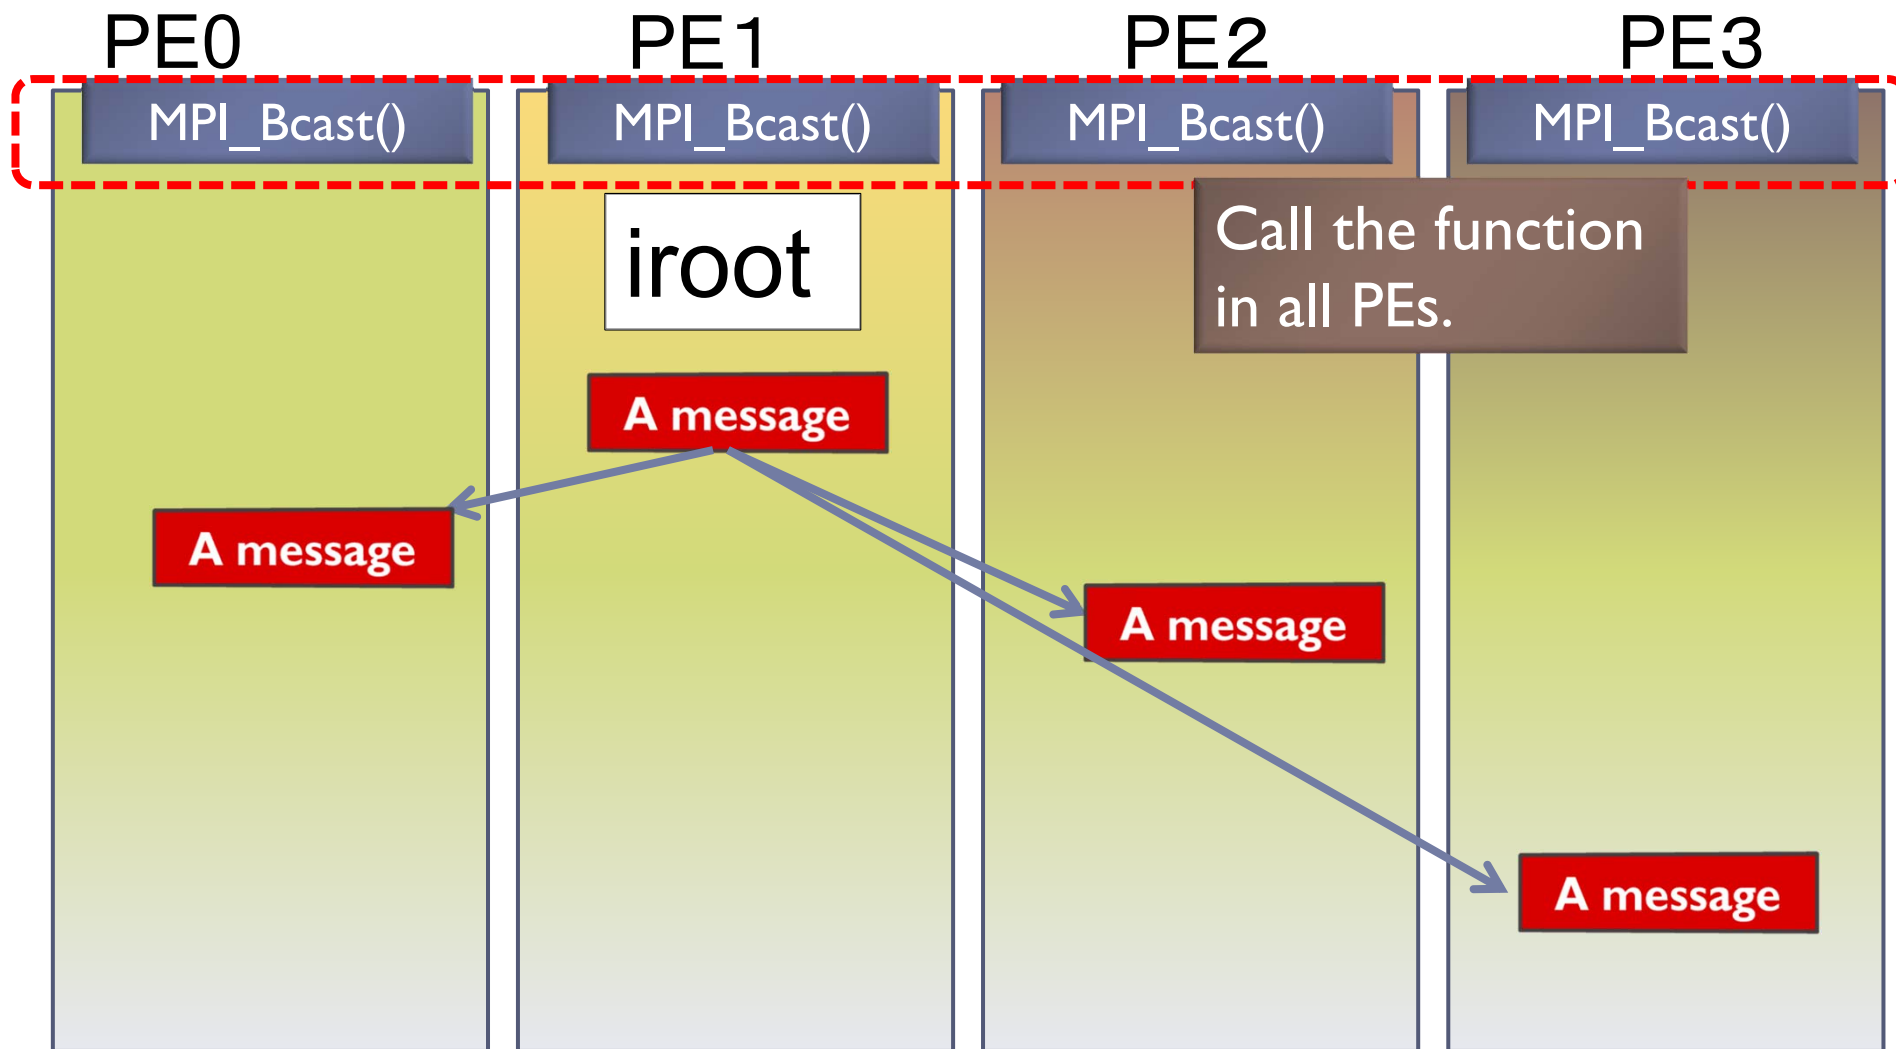 PE0 PE1 PE2 PE3
MPI_Bcast() MPI_Bcast() MPI_Bcast() MPI_Bcast()
iroot
Call the function
in all PEs.
A message
A message
A message
A message